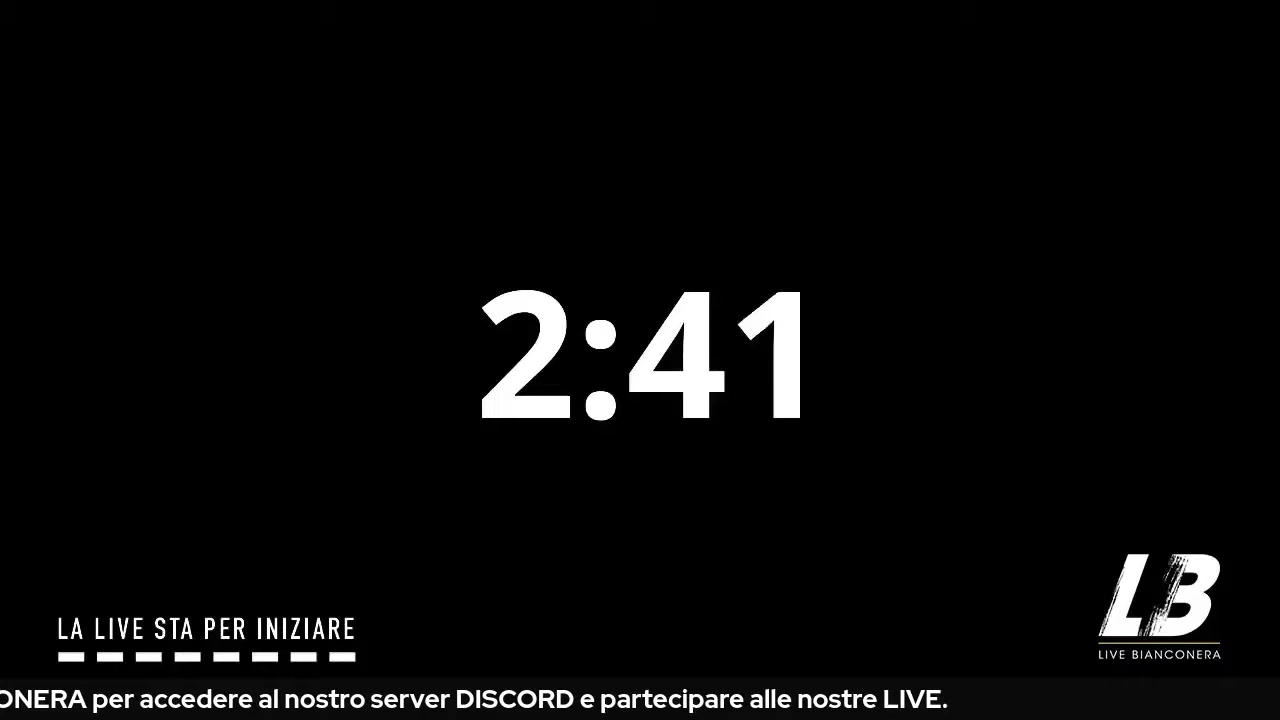 2:41
LA LIVE STA PER INIZIARE
LB
LIVE BIANCONERA
per accedere al nostro server DISCORD e partecipare alle nostre LIVE.